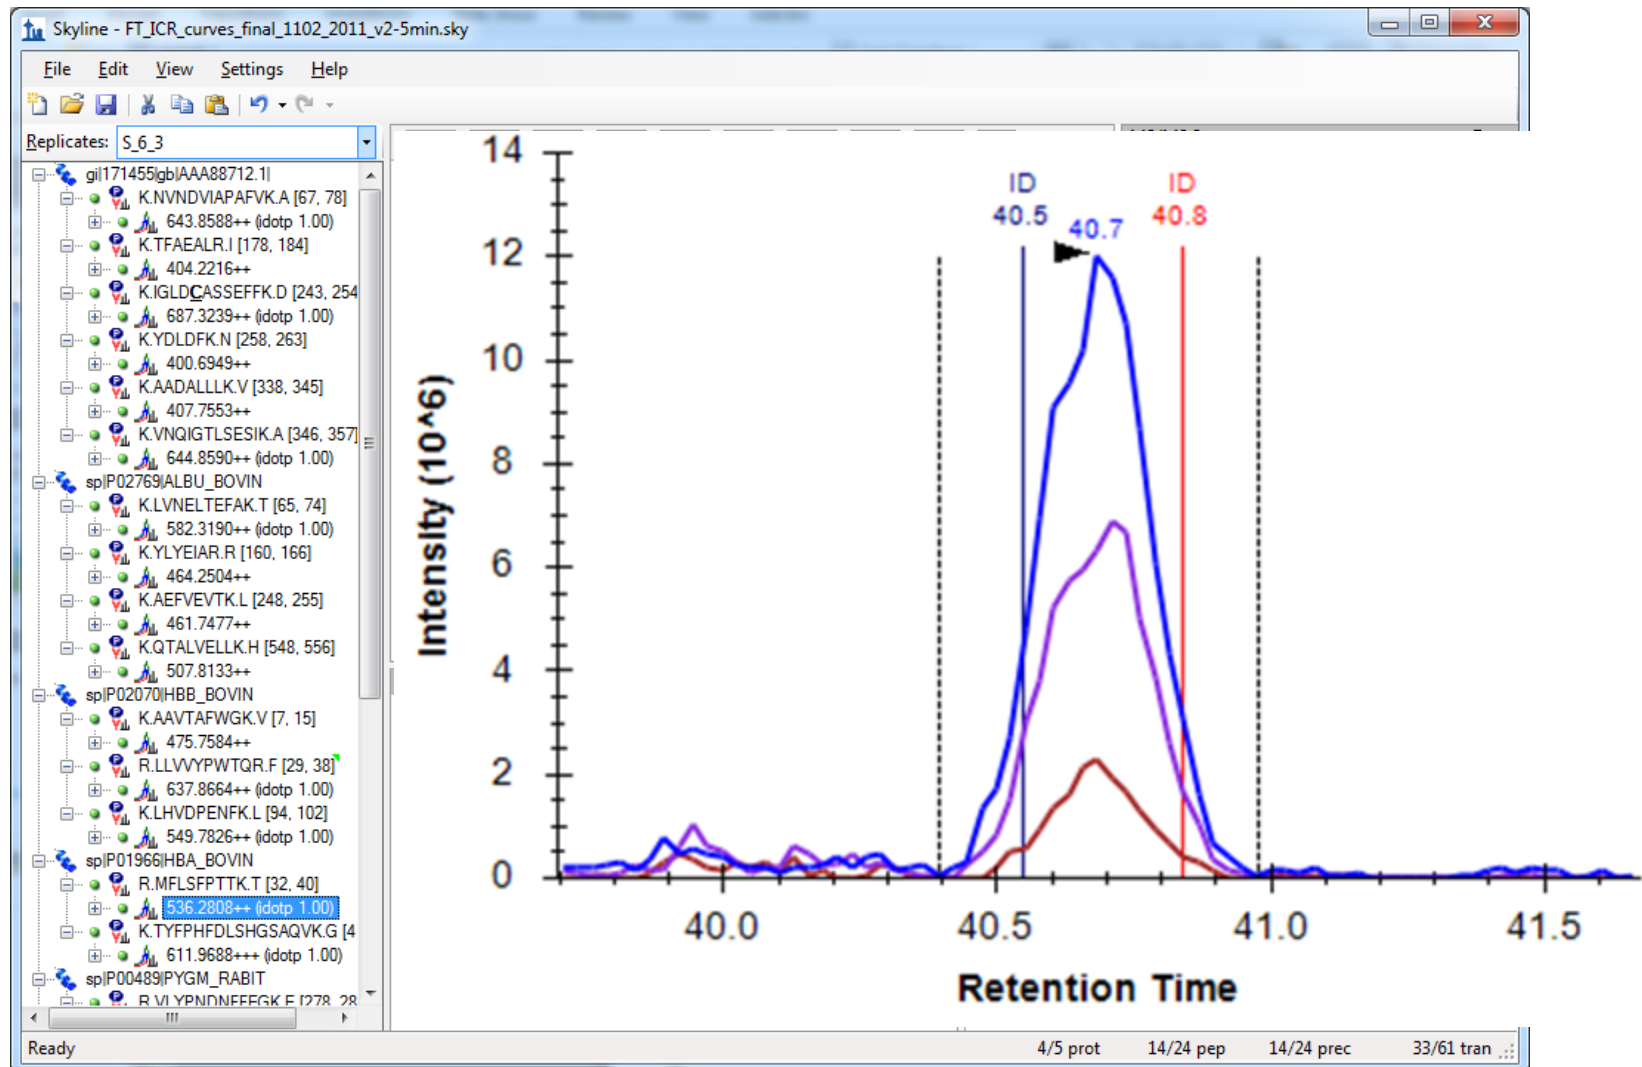 Skyline - FT_ICR_curves_final_1102_2011_v2-5min.sky
File Edit View Settings Help
Replicates: S_6_3
gi|171455|gb|AAA88712.1|
K.NVNDVIAPAFVK.A [67, 78]
643.8588++ (idotp 1.00)
K.TFAEALR.I [178, 184]
404.2216++
K.IGLDCASSEFFK.D [243, 254
687.3239++ (idotp 1.00)
K.YDLDFK.N [258, 263]
400.6949++
K.AADALLLK.V [338, 345]
407.7553++
K.VNQIGTLSESIK.A [346, 357]
644.8590++ (idotp 1.00)
sp|P02769|ALBU_BOVIN
K.LVNELTEFAK.T [65, 74]
582.3190++ (idotp 1.00)
K.YLYEIAR.R [160, 166]
464.2504++
K.AEFVEVTK.L [248, 255]
461.7477++
K.QTALVELLK.H [548, 556]
507.8133++
sp|P02070|HBB_BOVIN
K.AAVTAFWGK.V [7, 15]
475.7584++
R.LLVVYPWTQR.F [29, 38]
637.8664++ (idotp 1.00)
K.LHVDPENFK.L [94, 102]
549.7826++ (idotp 1.00)
sp|P01966|HBA_BOVIN
R.MFLSFPTTK.T [32, 40]
536.2808++ (idotp 1.00)
K.TYFPHFDLSHGSAQVK.G [4
611.9688+++ (idotp 1.00)
sp|P00489|PYGM_RABIT
R.VLYPNDNFFEGK.E [278, 28
14
12
10
8
6
4
2
0
Intensity (10^6)
ID
40.5
40.7
ID
40.8
40.0 40.5 41.0 41.5
Retention Time
Ready 4/5 prot 14/24 pep 14/24 prec 33/61 tran